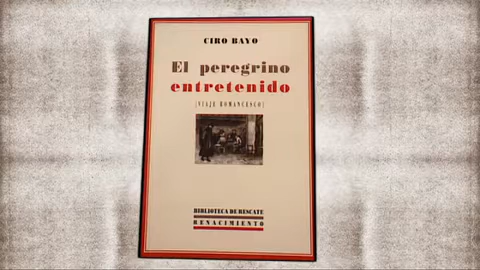 CIRO BAYO
El peregrino
entretenido
[VIAJE ROMANCESCO]
BIBLIOTECA DE RESCATE
RENACIMIENTO